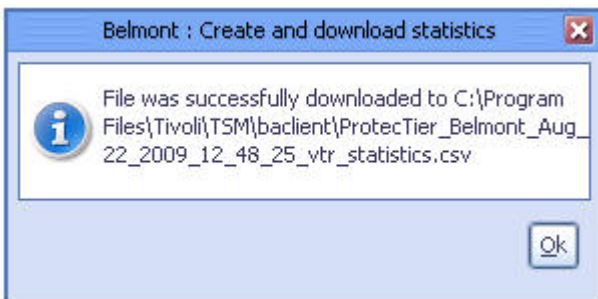 Belmont : Create and download statistics
File was successfully downloaded to C:\Program
Files\Tivoli\TSM\baclient\ProtecTier_Belmont_Aug_
22_2009_12_48_25_vtr_statistics.csv
Ok